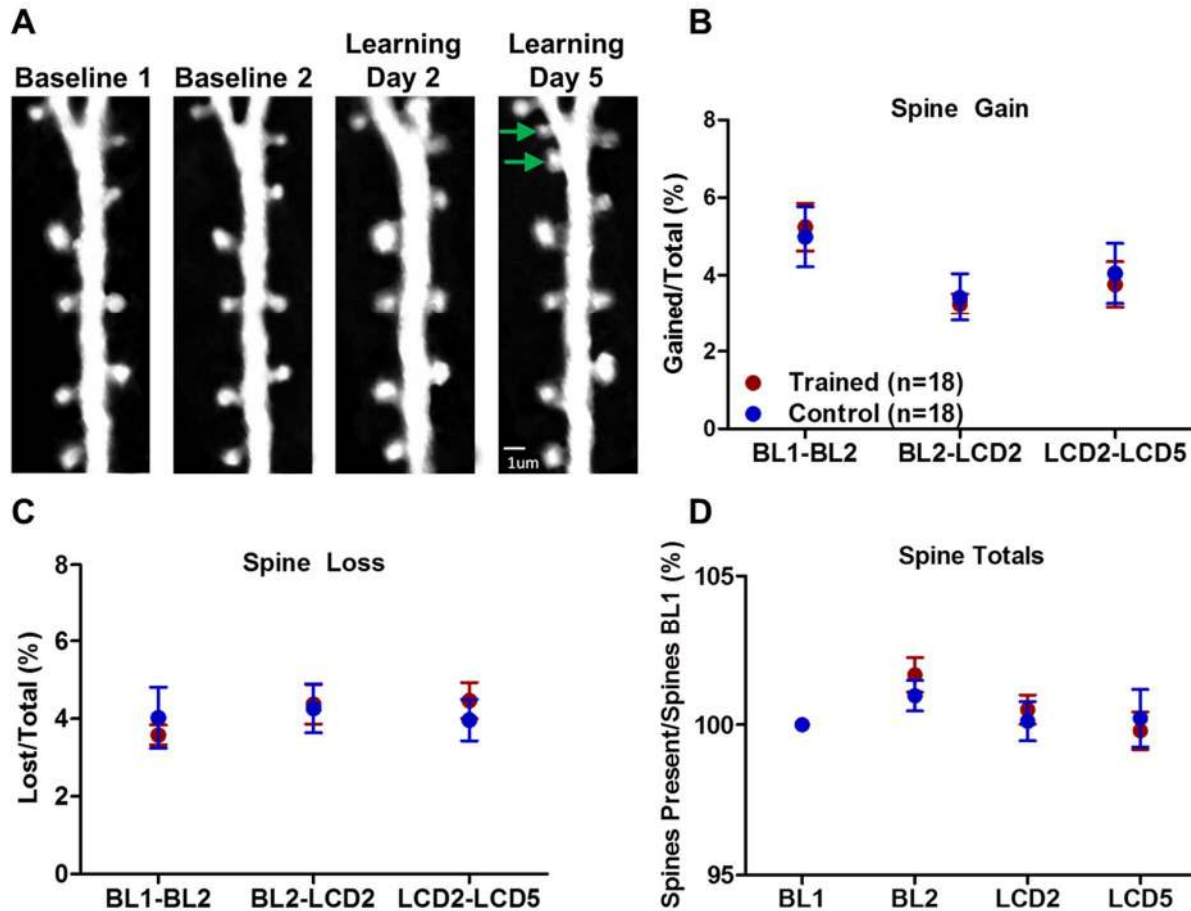 A
Baseline 1
Baseline 2
Learning
Day 2
Learning
Day 5
1um
B
Spine Gain
Gained/Total (%)
8
6
4
2
0
Trained (n=18)
Control (n=18)
BL1-BL2
BL2-LCD2
LCD2-LCD5
C
Spine Loss
Lost/Total (%)
8
6
4
2
0
BL1-BL2
BL2-LCD2
LCD2-LCD5
D
Spine Totals
Spines Present/Spines BL1 (%)
105
100
95
BL1
BL2
LCD2
LCD5